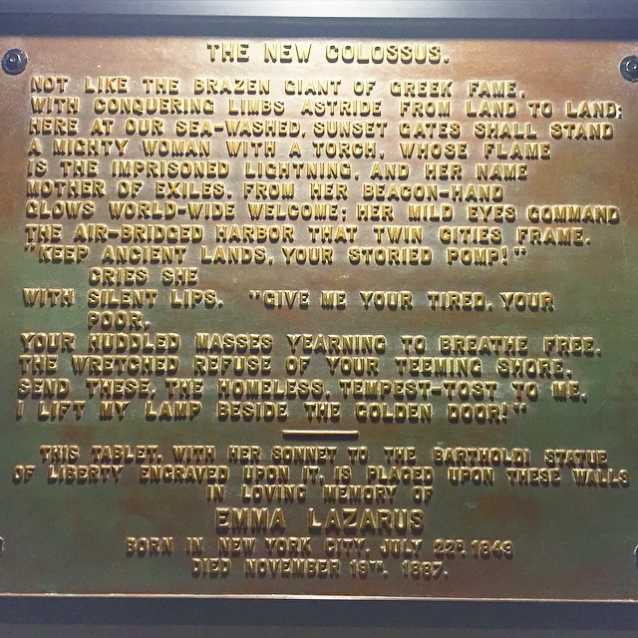 THE NEW COLOSSUS.
NOT LIKE THE BRAZEN GIANT OF GREEK FAME,
WITH CONQUERING LIMBS ASTRIDE FROM LAND TO LAND;
HERE AT OUR SEA-WASHED, SUNSET GATES SHALL STAND
A MIGHTY WOMAN WITH A TORCH, WHOSE FLAME
IS THE IMPRISONED LIGHTNING, AND HER NAME
MOTHER OF EXILES. FROM HER BEACON-HAND
GLOWS WORLD-WIDE WELCOME; HER MILD EYES COMMAND
THE AIR-BRIDGED HARBOR THAT TWIN CITIES FRAME.
"KEEP ANCIENT LANDS, YOUR STORIED POMP!"
CRIES SHE
WITH SILENT LIPS. "GIVE ME YOUR TIRED, YOUR
POOR,
YOUR HUDDLED MASSES YEARNING TO BREATHE FREE,
THE WRETCHED REFUSE OF YOUR TEEMING SHORE.
SEND THESE, THE HOMELESS, TEMPEST-TOST TO ME,
I LIFT MY LAMP BESIDE THE GOLDEN DOOR!"
THIS TABLET, WITH HER SONNET TO THE BARTHOLDI STATUE
OF LIBERTY ENGRAVED UPON IT, IS PLACED UPON THESE WALLS
IN LOVING MEMORY OF
EMMA LAZARUS
BORN IN NEW YORK CITY, JULY 22D, 1849
DIED NOVEMBER 19TH, 1887.